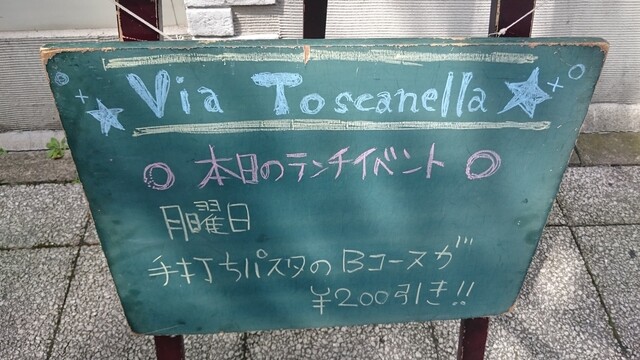 Via Toscanella
本日のランチイベント
月曜日
手打ちパスタのBコースが
¥200引き!!